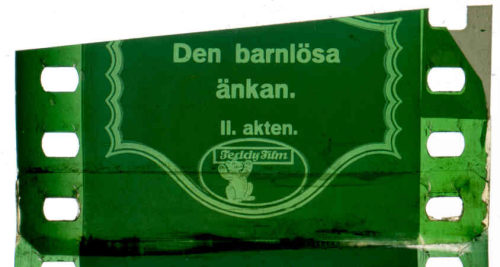 Den barnlösa
änkan.
II. akten.
Teddy Film